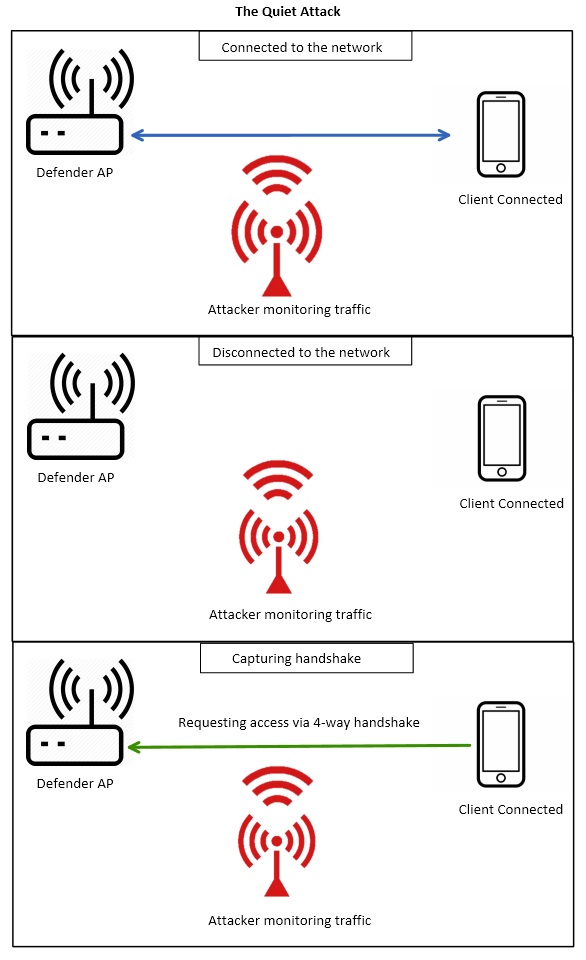 The Quiet Attack
Connected to the network
Defender AP
Client Connected
Attacker monitoring traffic
Disconnected to the network
Defender AP
Client Connected
Attacker monitoring traffic
Capturing handshake
Requesting access via 4-way handshake
Defender AP
Client Connected
Attacker monitoring traffic